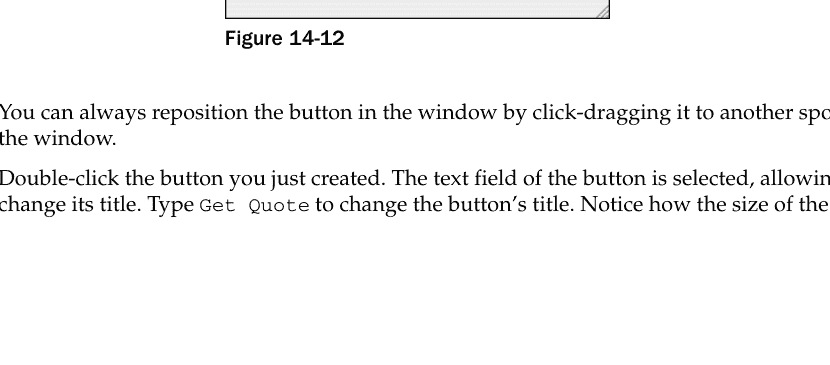 Figure 14-12
You can always reposition the button in the window by click-dragging it to another
the window.
Double-click the button you just created. The text field of the button is selected,
change its title. Type Get Quote to change the button’s title. Notice how the size of the